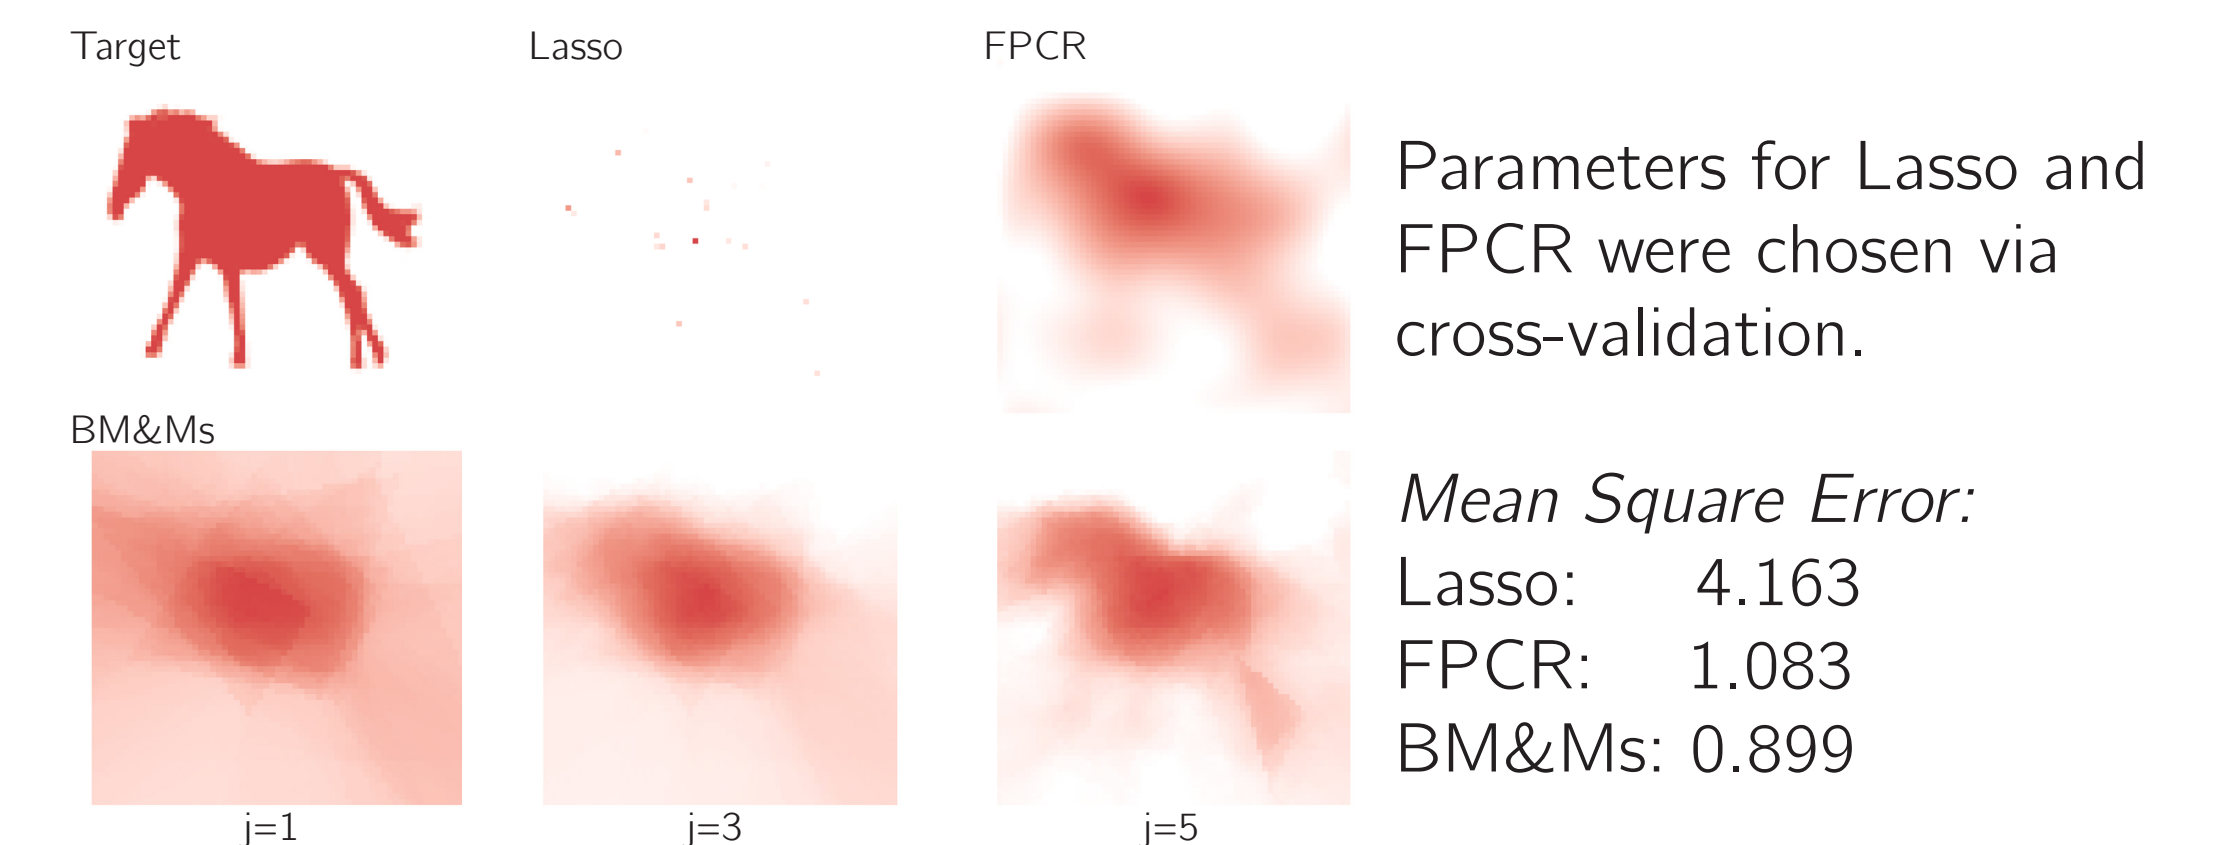 Target
Lasso
FPCR
Parameters for Lasso and
FPCR were chosen via
cross-validation.
BM&Ms
j=1
j=3
j=5
Mean Square Error:
Lasso: 4.163
FPCR: 1.083
BM&Ms: 0.899